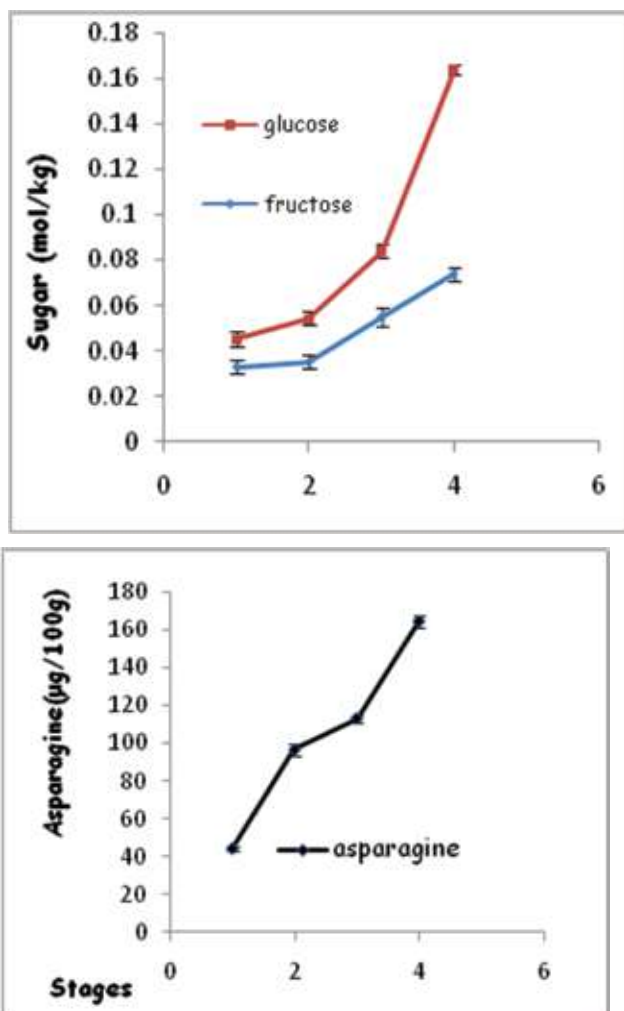 0.18
0.16
0.14
0.12
0.1
0.08
0.06
0.04
0.02
0
Sugar (mol/kg)
glucose
fructose
0 2 4 6
180
160
140
120
100
80
60
40
20
0
Asparagine(µg/100g)
asparagine
0 2 4 6
Stages